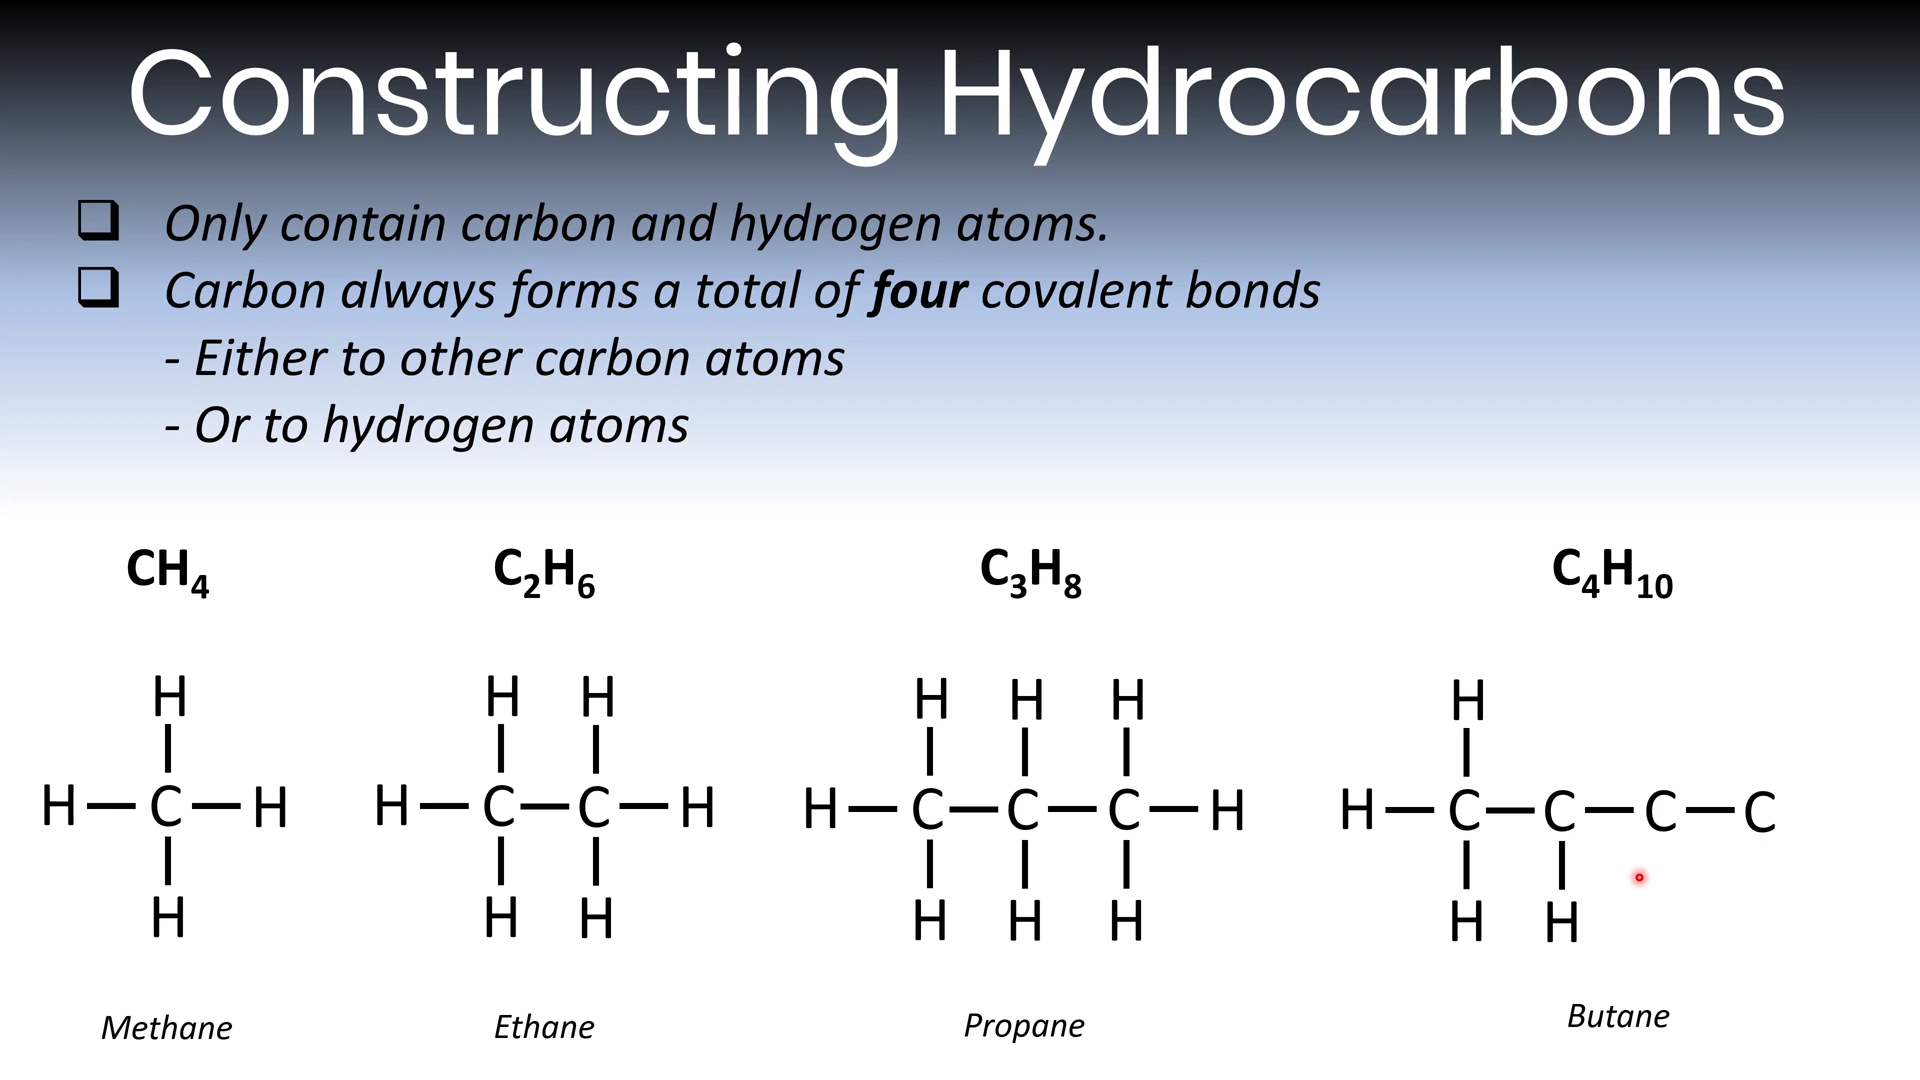 Constructing Hydrocarbons
Only contain carbon and hydrogen atoms.
Carbon always forms a total of four covalent bonds
- Either to other carbon atoms
- Or to hydrogen atoms
CH₄ C₂H₆ C₃H₈ C₄H₁₀
H H H H H H H
H C H H C C H H C C C H H C C C C
H H H H H H H H
Methane Ethane Propane Butane